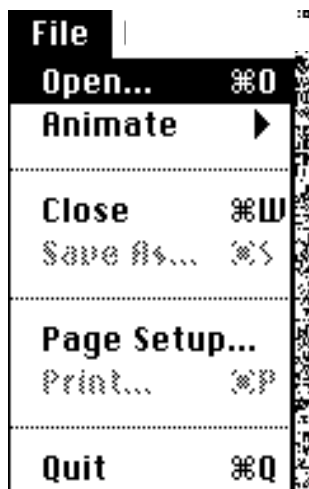 File
Open... ⌘O
Animate ▶
Close ⌘W
Save As... ⌘S
Page Setup...
Print... ⌘P
Quit ⌘Q